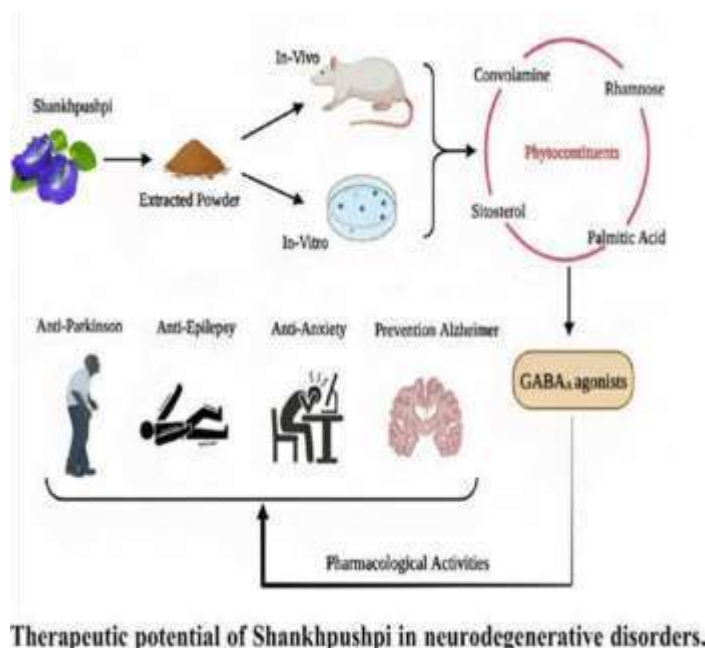 In-Vivo
Shankhpushpi
Extracted Powder
In-Vitro
Convolamine
Rhamnose
Phytoconstituents
Sitosterol
Palmitic Acid
Anti-Parkinson
Anti-Epilepsy
Anti-Anxiety
Prevention Alzheimer
GABAA agonists
Pharmacological Activities
Therapeutic potential of Shankhpushpi in neurodegenerative disorders.